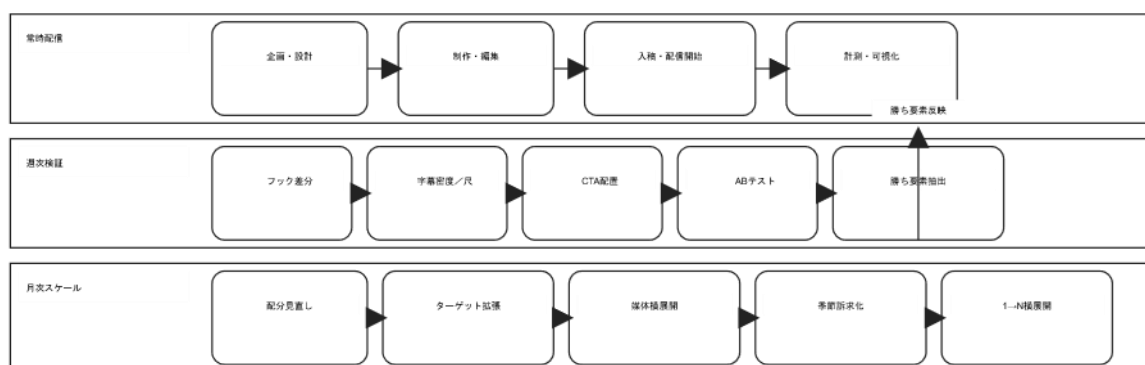 常時配信
企画・設計
制作・編集
入稿・配信開始
計測・可視化
勝ち要素反映
週次検証
フック差分
字幕密度／尺
CTA配置
ABテスト
勝ち要素抽出
月次スケール
配分見直し
ターゲット拡張
媒体横展開
季節訴求化
1→N横展開